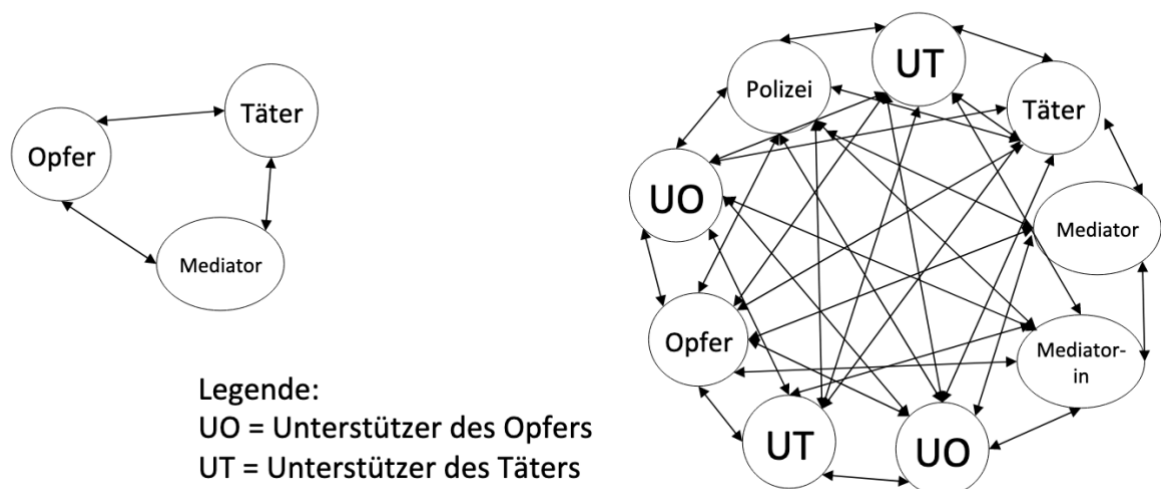 Opfer
Täter
Mediator
Legende:
UO = Unterstützer des Opfers
UT = Unterstützer des Täters
UT
Polizei
Täter
UO
Mediator
Opfer
Mediator-
in
UT
UO